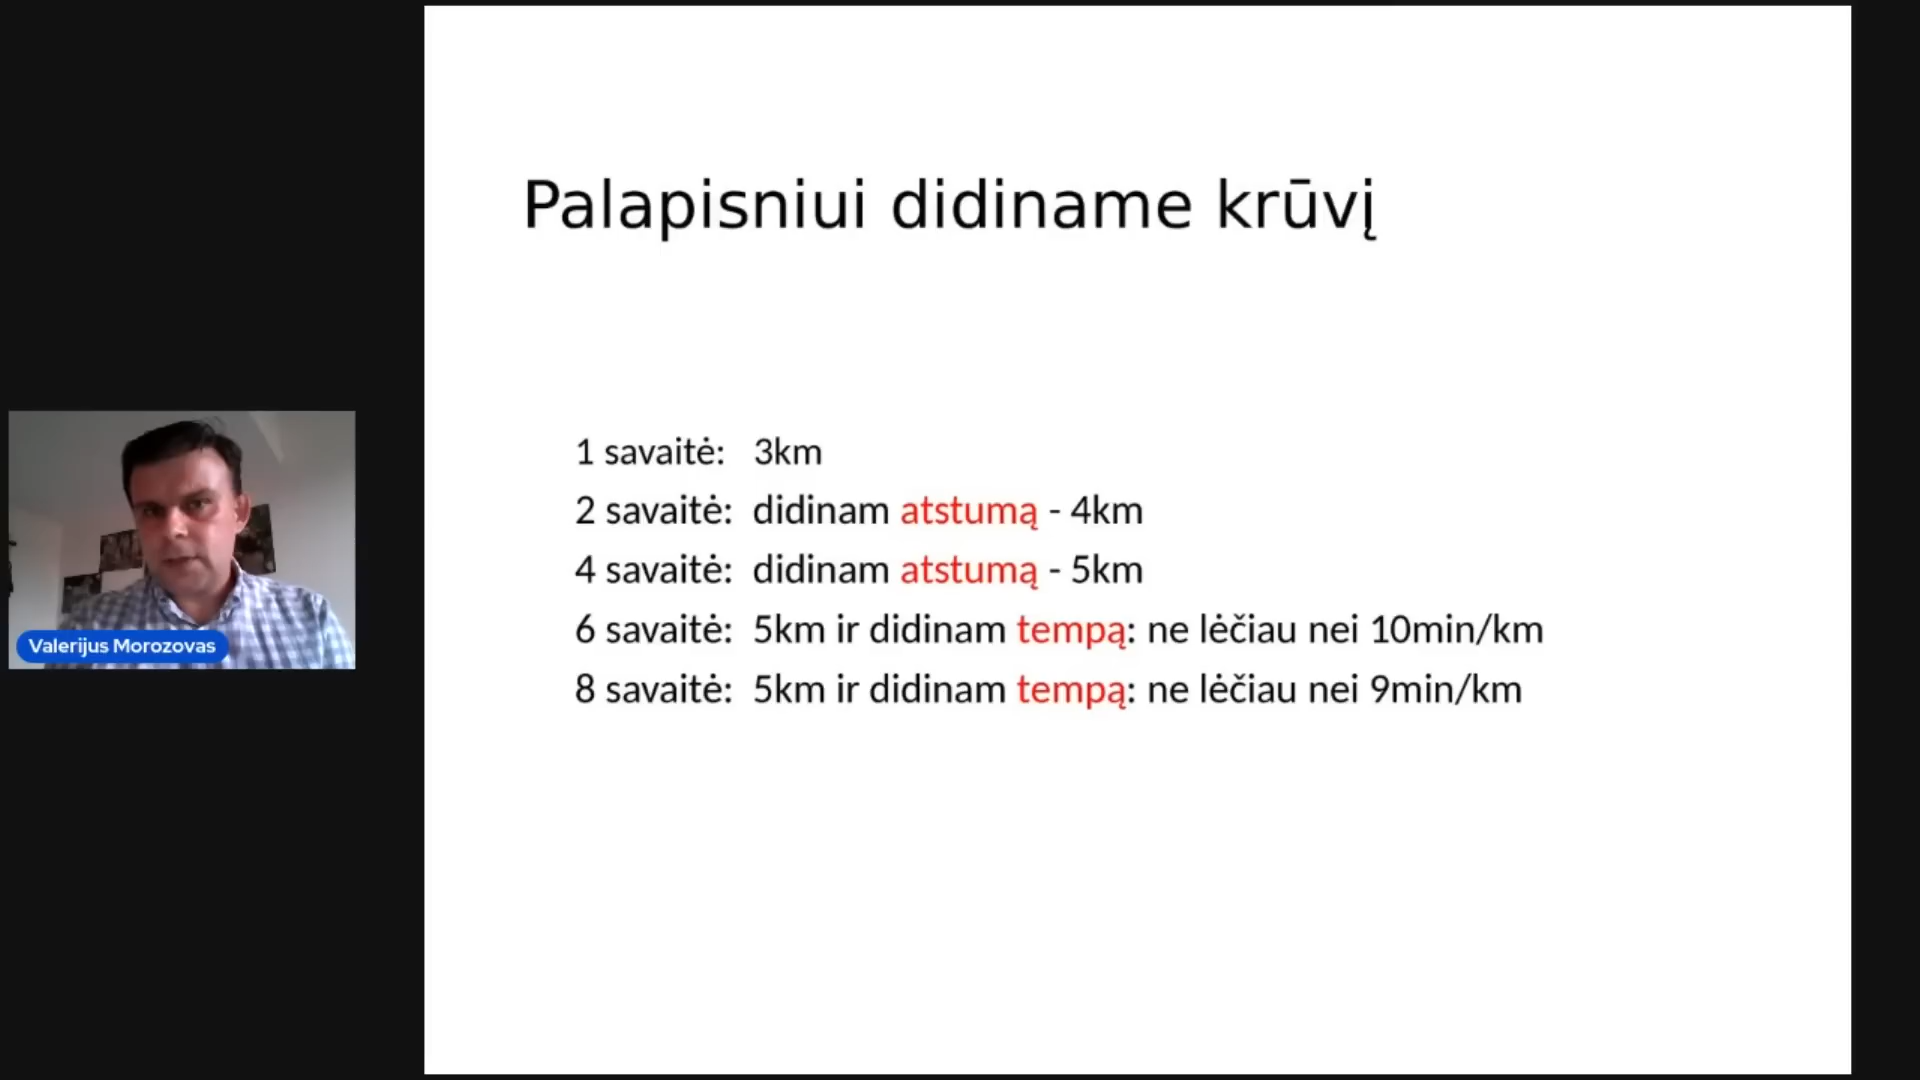 Palapisniui didiname krūvį
1 savaitė: 3km
2 savaitė: didinam atstumą - 4km
4 savaitė: didinam atstumą - 5km
6 savaitė: 5km ir didinam tempą: ne lėčiau nei 10min/km
8 savaitė: 5km ir didinam tempą: ne lėčiau nei 9min/km
Valerijus Morozovas